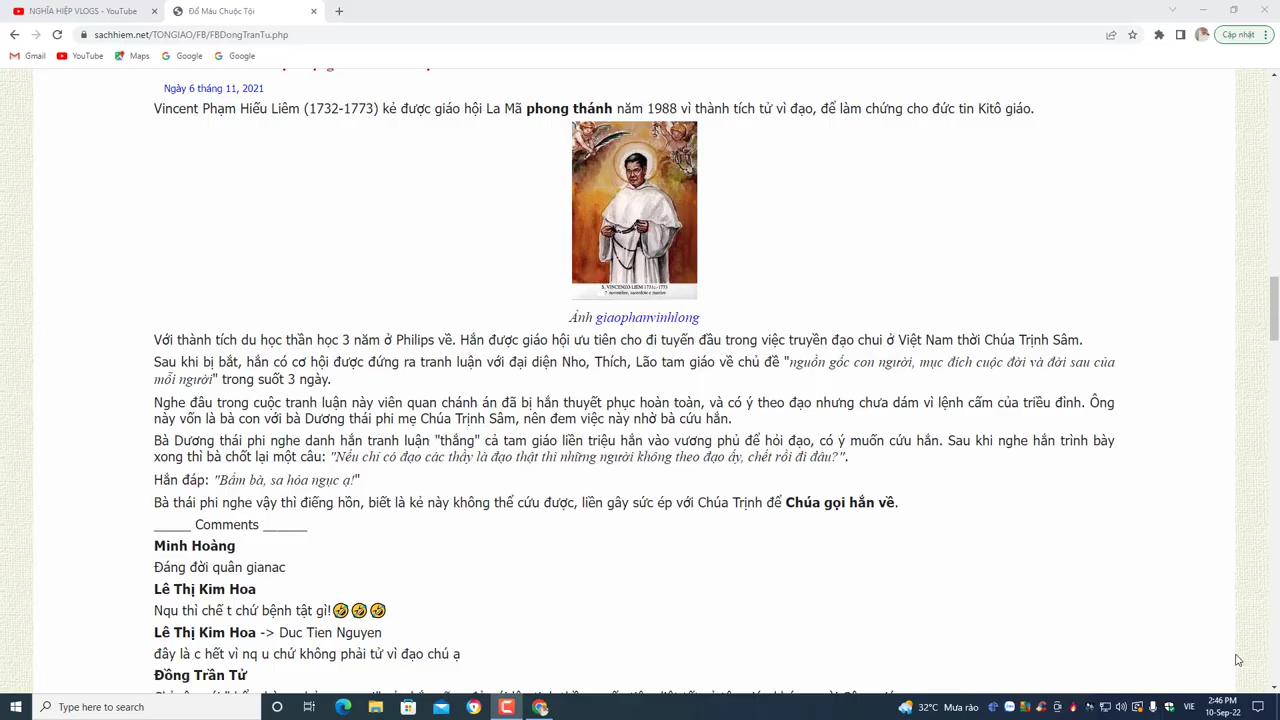 NGHĨA HIỆP VLOGS - YouTube
Đổ Máu Chuộc Tội
sachhiem.net/TONGIAO/FB/FBDongTranTu.php
Cập nhật
Gmail YouTube Maps Google Google
Ngày 6 tháng 11, 2021
Vincent Phạm Hiếu Liêm (1732-1773) kẻ được giáo hội La Mã phong thánh năm 1988 vì thành tích tử vì đạo, để làm chứng cho đức tin Kitô giáo.
S. VINCENZO LIEM 1731c.-1773
7 novembre, sacerdote e martire
Ảnh giaophanvinhlong
Với thành tích du học thần học 3 năm ở Philips về. Hắn được giáo hội ưu tiên cho đi tuyến đầu trong việc truyền đạo chui ở Việt Nam thời Chúa Trịnh Sâm.
Sau khi bị bắt, hắn có cơ hội được đứng ra tranh luận với đại diện Nho, Thích, Lão tam giáo về chủ đề "nguồn gốc con người, mục đích cuộc đời và đời sau của
mỗi người" trong suốt 3 ngày.
Nghe đâu trong cuộc tranh luận này viên quan chánh án đã bị hắn thuyết phục hoàn toàn, và có ý theo đạo nhưng chưa dám vì lệnh cấm của triều đình. Ông
này vốn là bà con với bà Dương thái phi mẹ Chúa Trịnh Sâm, nên đem việc này nhờ bà cứu hắn.
Bà Dương thái phi nghe danh hắn tranh luận "thắng" cả tam giáo liền triệu hắn vào vương phủ để hỏi đạo, có ý muốn cứu hắn. Sau khi nghe hắn trình bày
xong thì bà chốt lại một câu: "Nếu chỉ có đạo các thầy là đạo thật thì những người không theo đạo ấy, chết rồi đi đâu?".
Hắn đáp: "Bẩm bà, sa hỏa ngục ạ!"
Bà thái phi nghe vậy thì điếng hồn, biết là kẻ này không thể cứu được, liền gây sức ép với Chúa Trịnh để Chúa gọi hắn về.
_____ Comments ______
Minh Hoàng
Đáng đời quân gianac
Lê Thị Kim Hoa
Nqu thì chế t chứ bệnh tật gì!🤣🤣🤣
Lê Thị Kim Hoa -> Duc Tien Nguyen
đây là c hết vì nq u chứ không phải tử vì đạo chú ạ
Đồng Trần Tử
Type here to search
32°C Mưa rào
VIE
2:46 PM
10-Sep-22